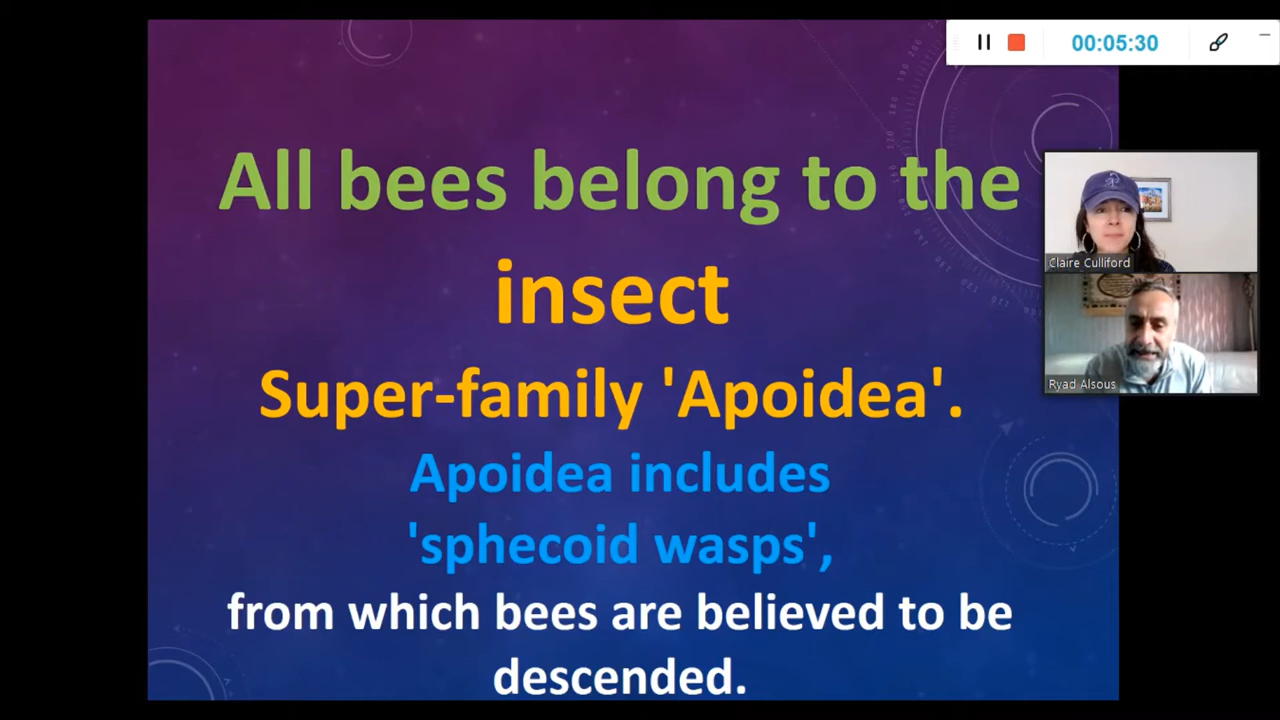 00:05:30
All bees belong to the
insect
Super-family 'Apoidea'.
Apoidea includes
'sphecoid wasps',
from which bees are believed to be
descended.
Claire Culliford
Ryad Alsous